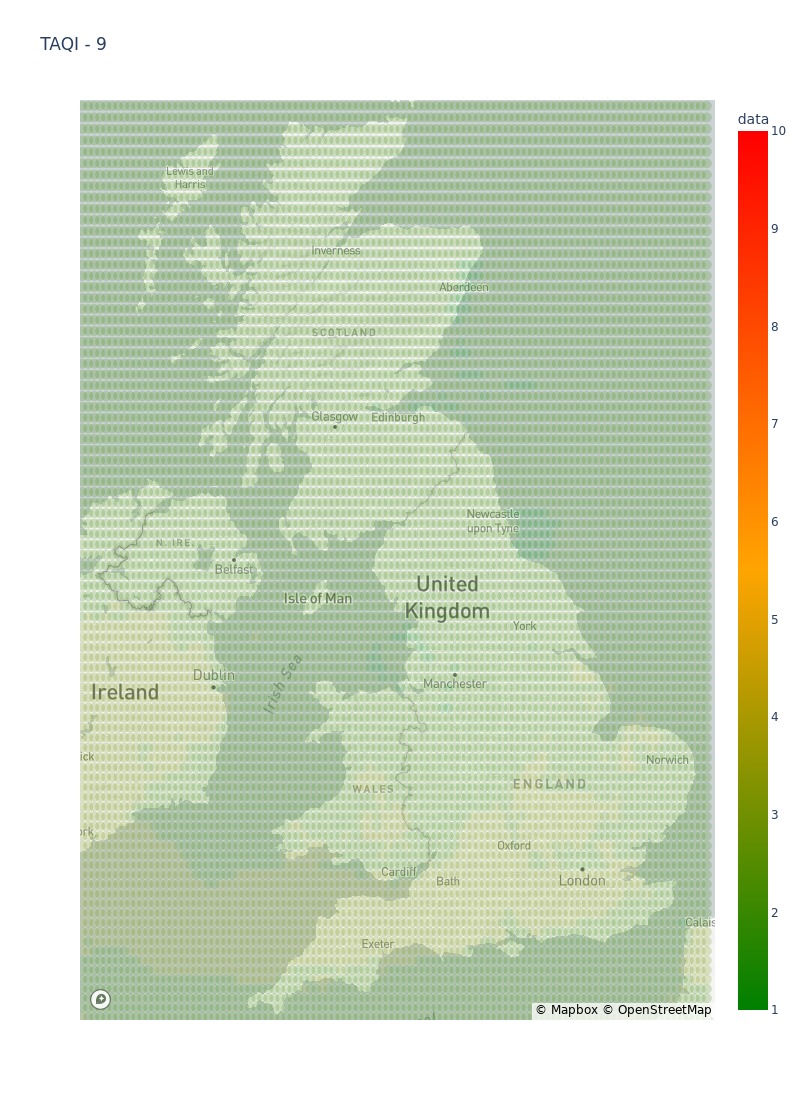 TAQI - 9
data
10
9
8
7
6
5
4
3
2
1
Lewis and
Harris
Inverness
Aberdeen
SCOTLAND
Glasgow
Edinburgh
Newcastle
upon Tyne
N. IRE.
Belfast
Isle of Man
United
Kingdom
York
Dublin
Irish Sea
Manchester
Ireland
ick
Norwich
WALES
ENGLAND
ork
Oxford
Cardiff
Bath
London
Calais
Exeter
© Mapbox © OpenStreetMap